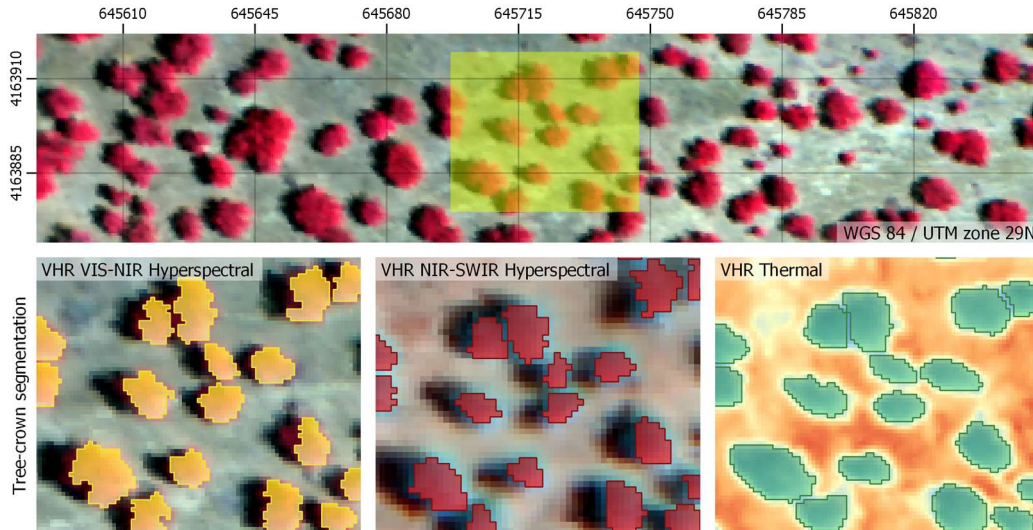 645610 645645 645680 645715 645750 645785 645820
4163910
4163885
WGS 84 / UTM zone 29N
VHR VIS-NIR Hyperspectral VHR NIR-SWIR Hyperspectral VHR Thermal
Tree-crown segmentation